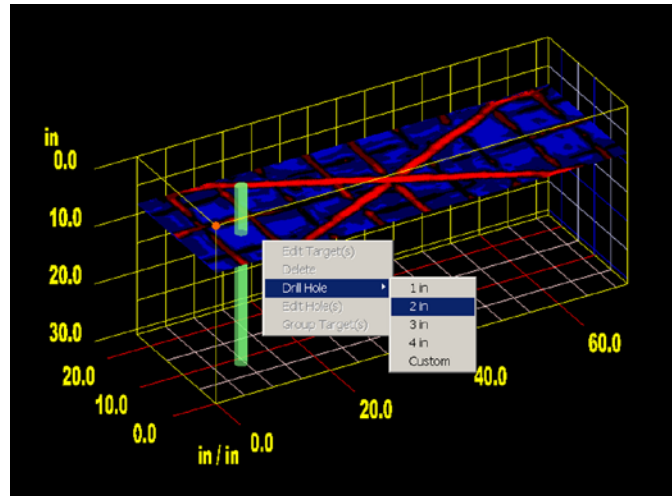 in
0.0
10.0
20.0
30.0
20.0
10.0
0.0
in / in
0.0
20.0
40.0
60.0
Edit Target(s)
Delete
Drill Hole
Edit Hole(s)
Group Target(s)
1 in
2 in
3 in
4 in
Custom